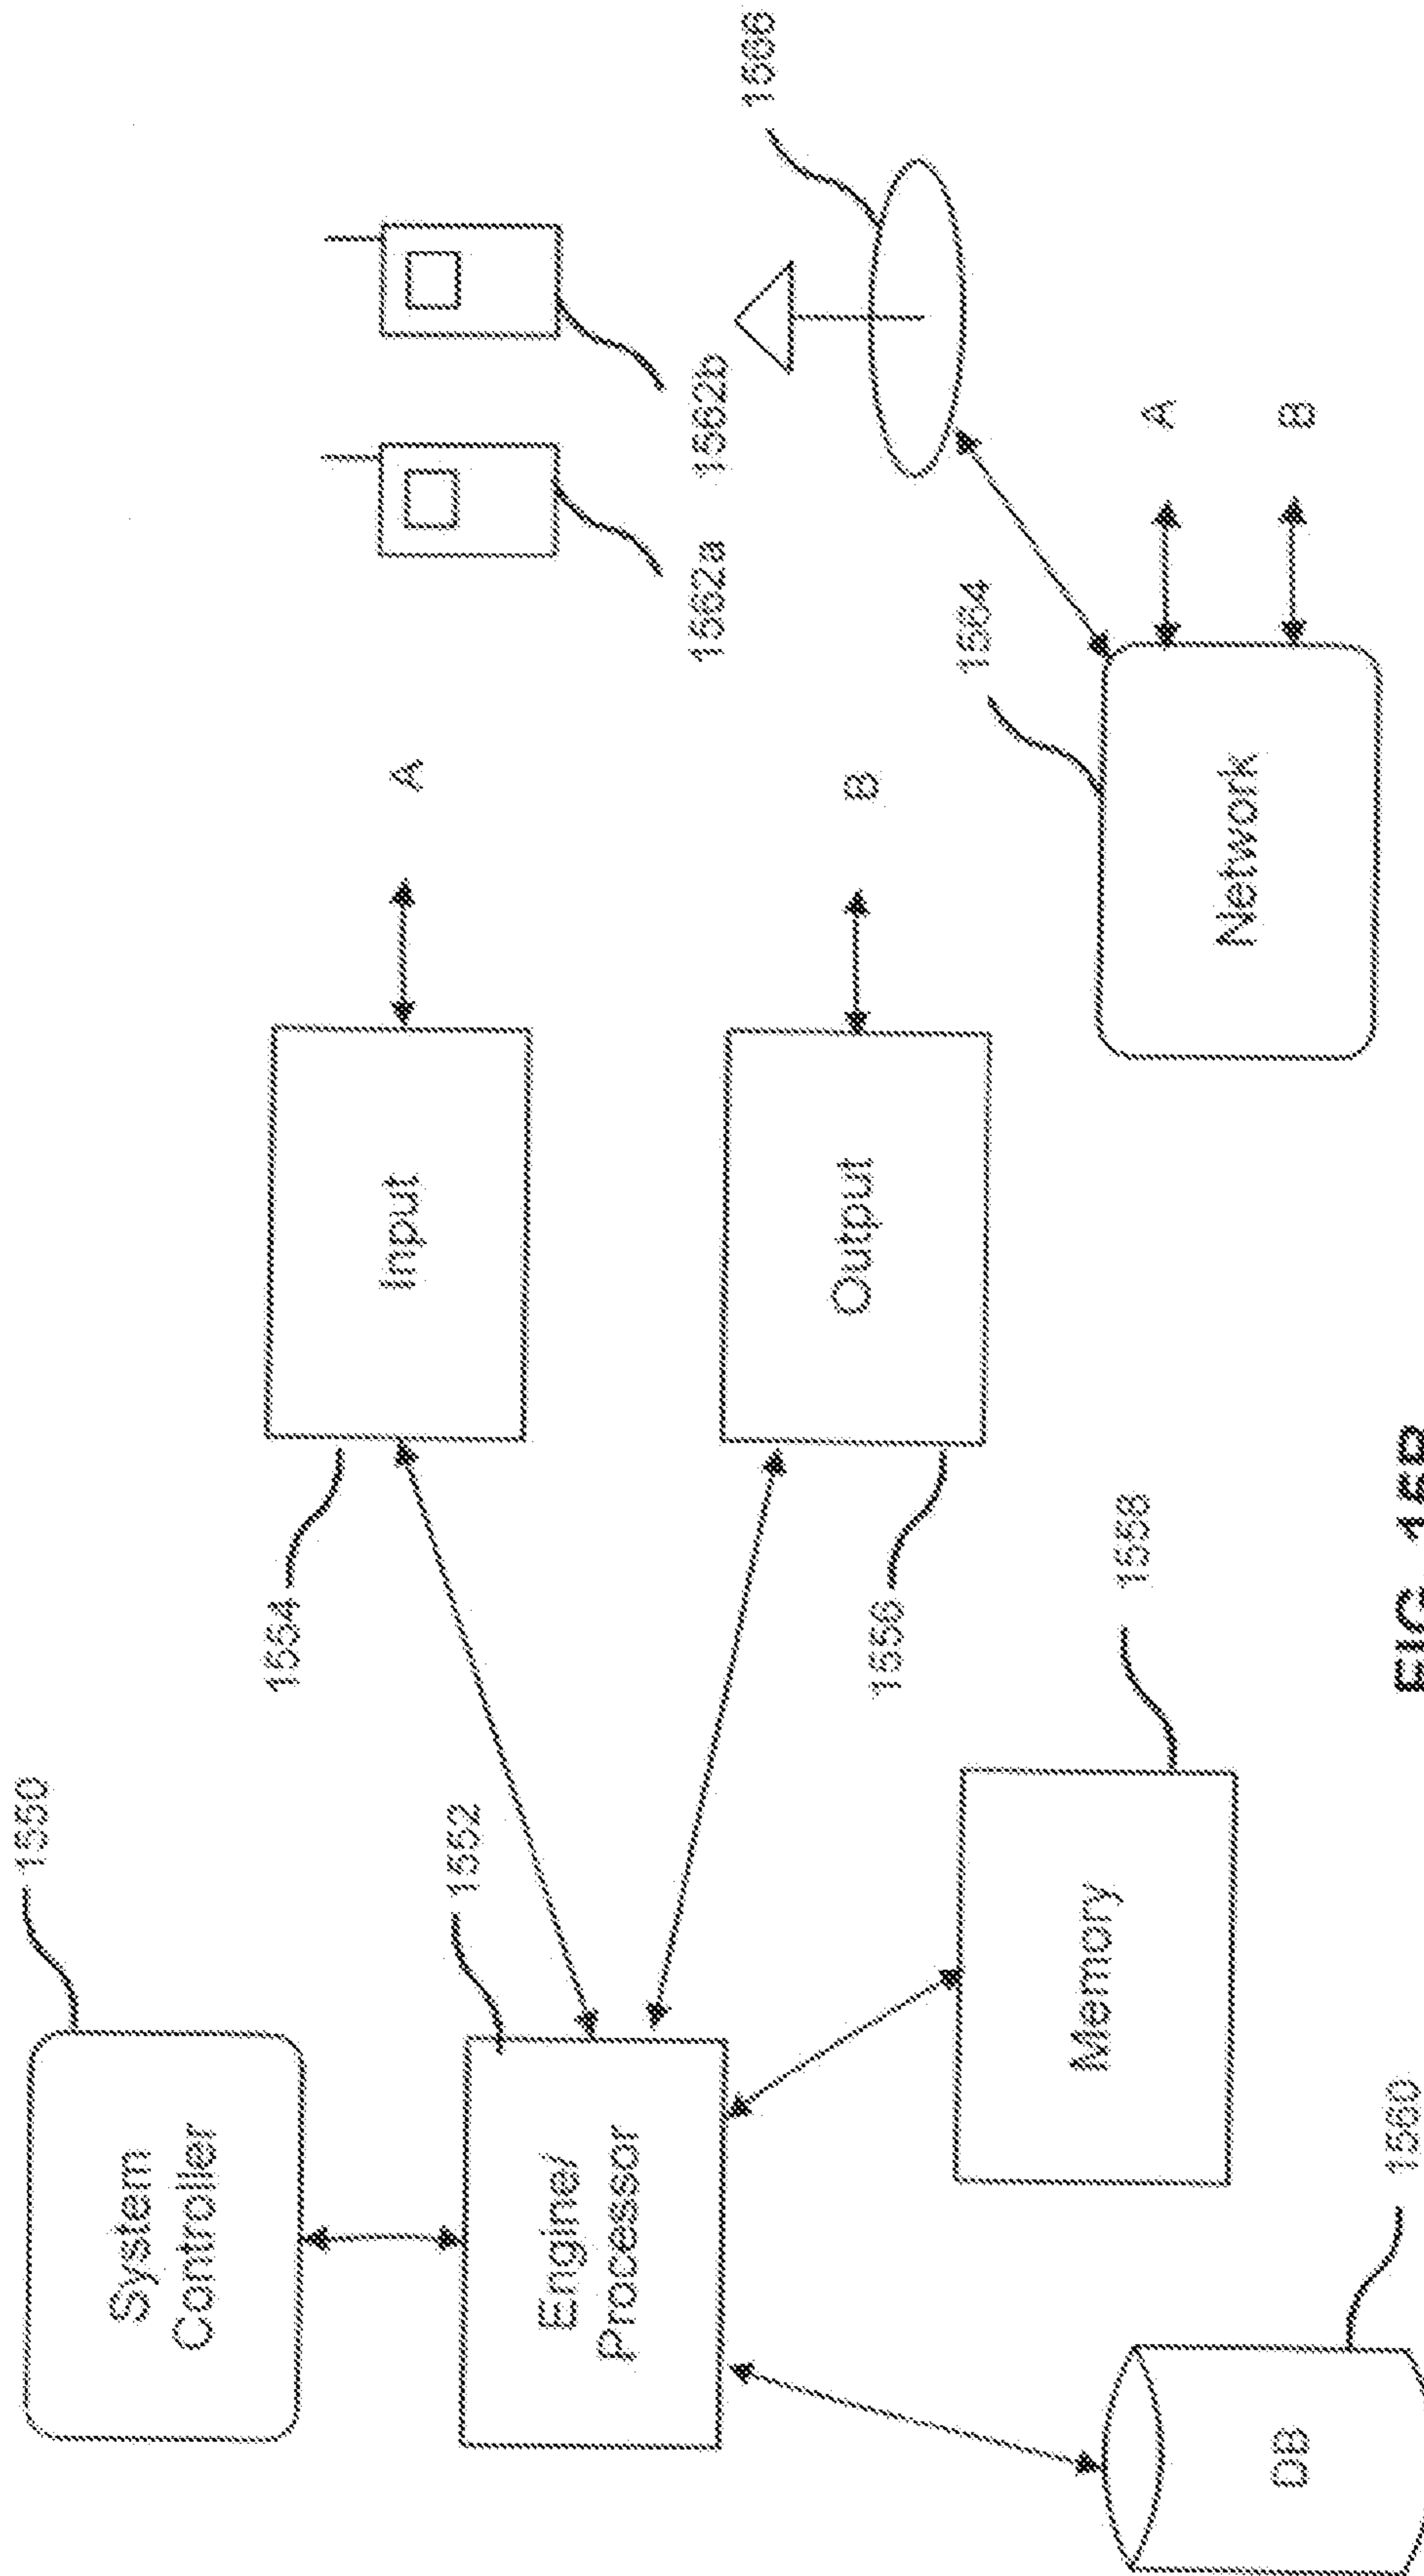 1550
System
Controller
1554
Input
A
1552
Engine/
Processor
1562a
1562b
1566
1556
Output
B
1558
Memory
1564
Network
A
B
1560
DB
FIG. 15B